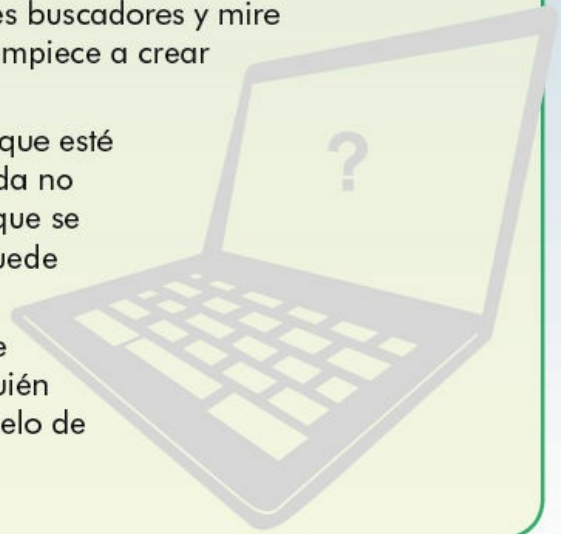 es buscadores y mire
mpiece a crear
que esté
da no
que se
uede
e
uién
elo de
?